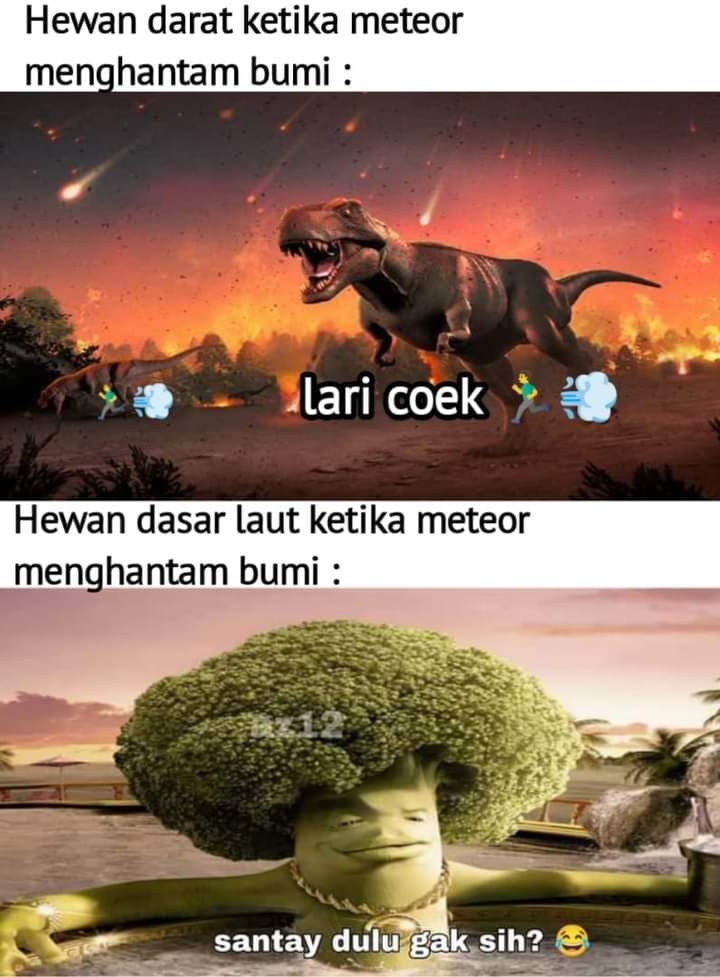 Hewan darat ketika meteor
menghantam bumi :
lari coek 🏃‍♂️💨
Hewan dasar laut ketika meteor
menghantam bumi :
santay dulu gak sih? 😂